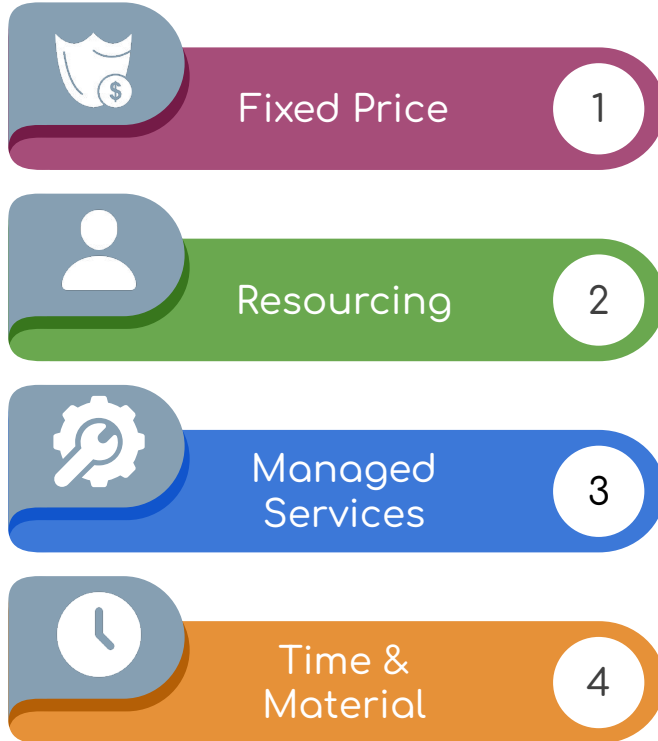 $
Fixed Price
1
Resourcing
2
Managed
Services
3
Time &
Material
4